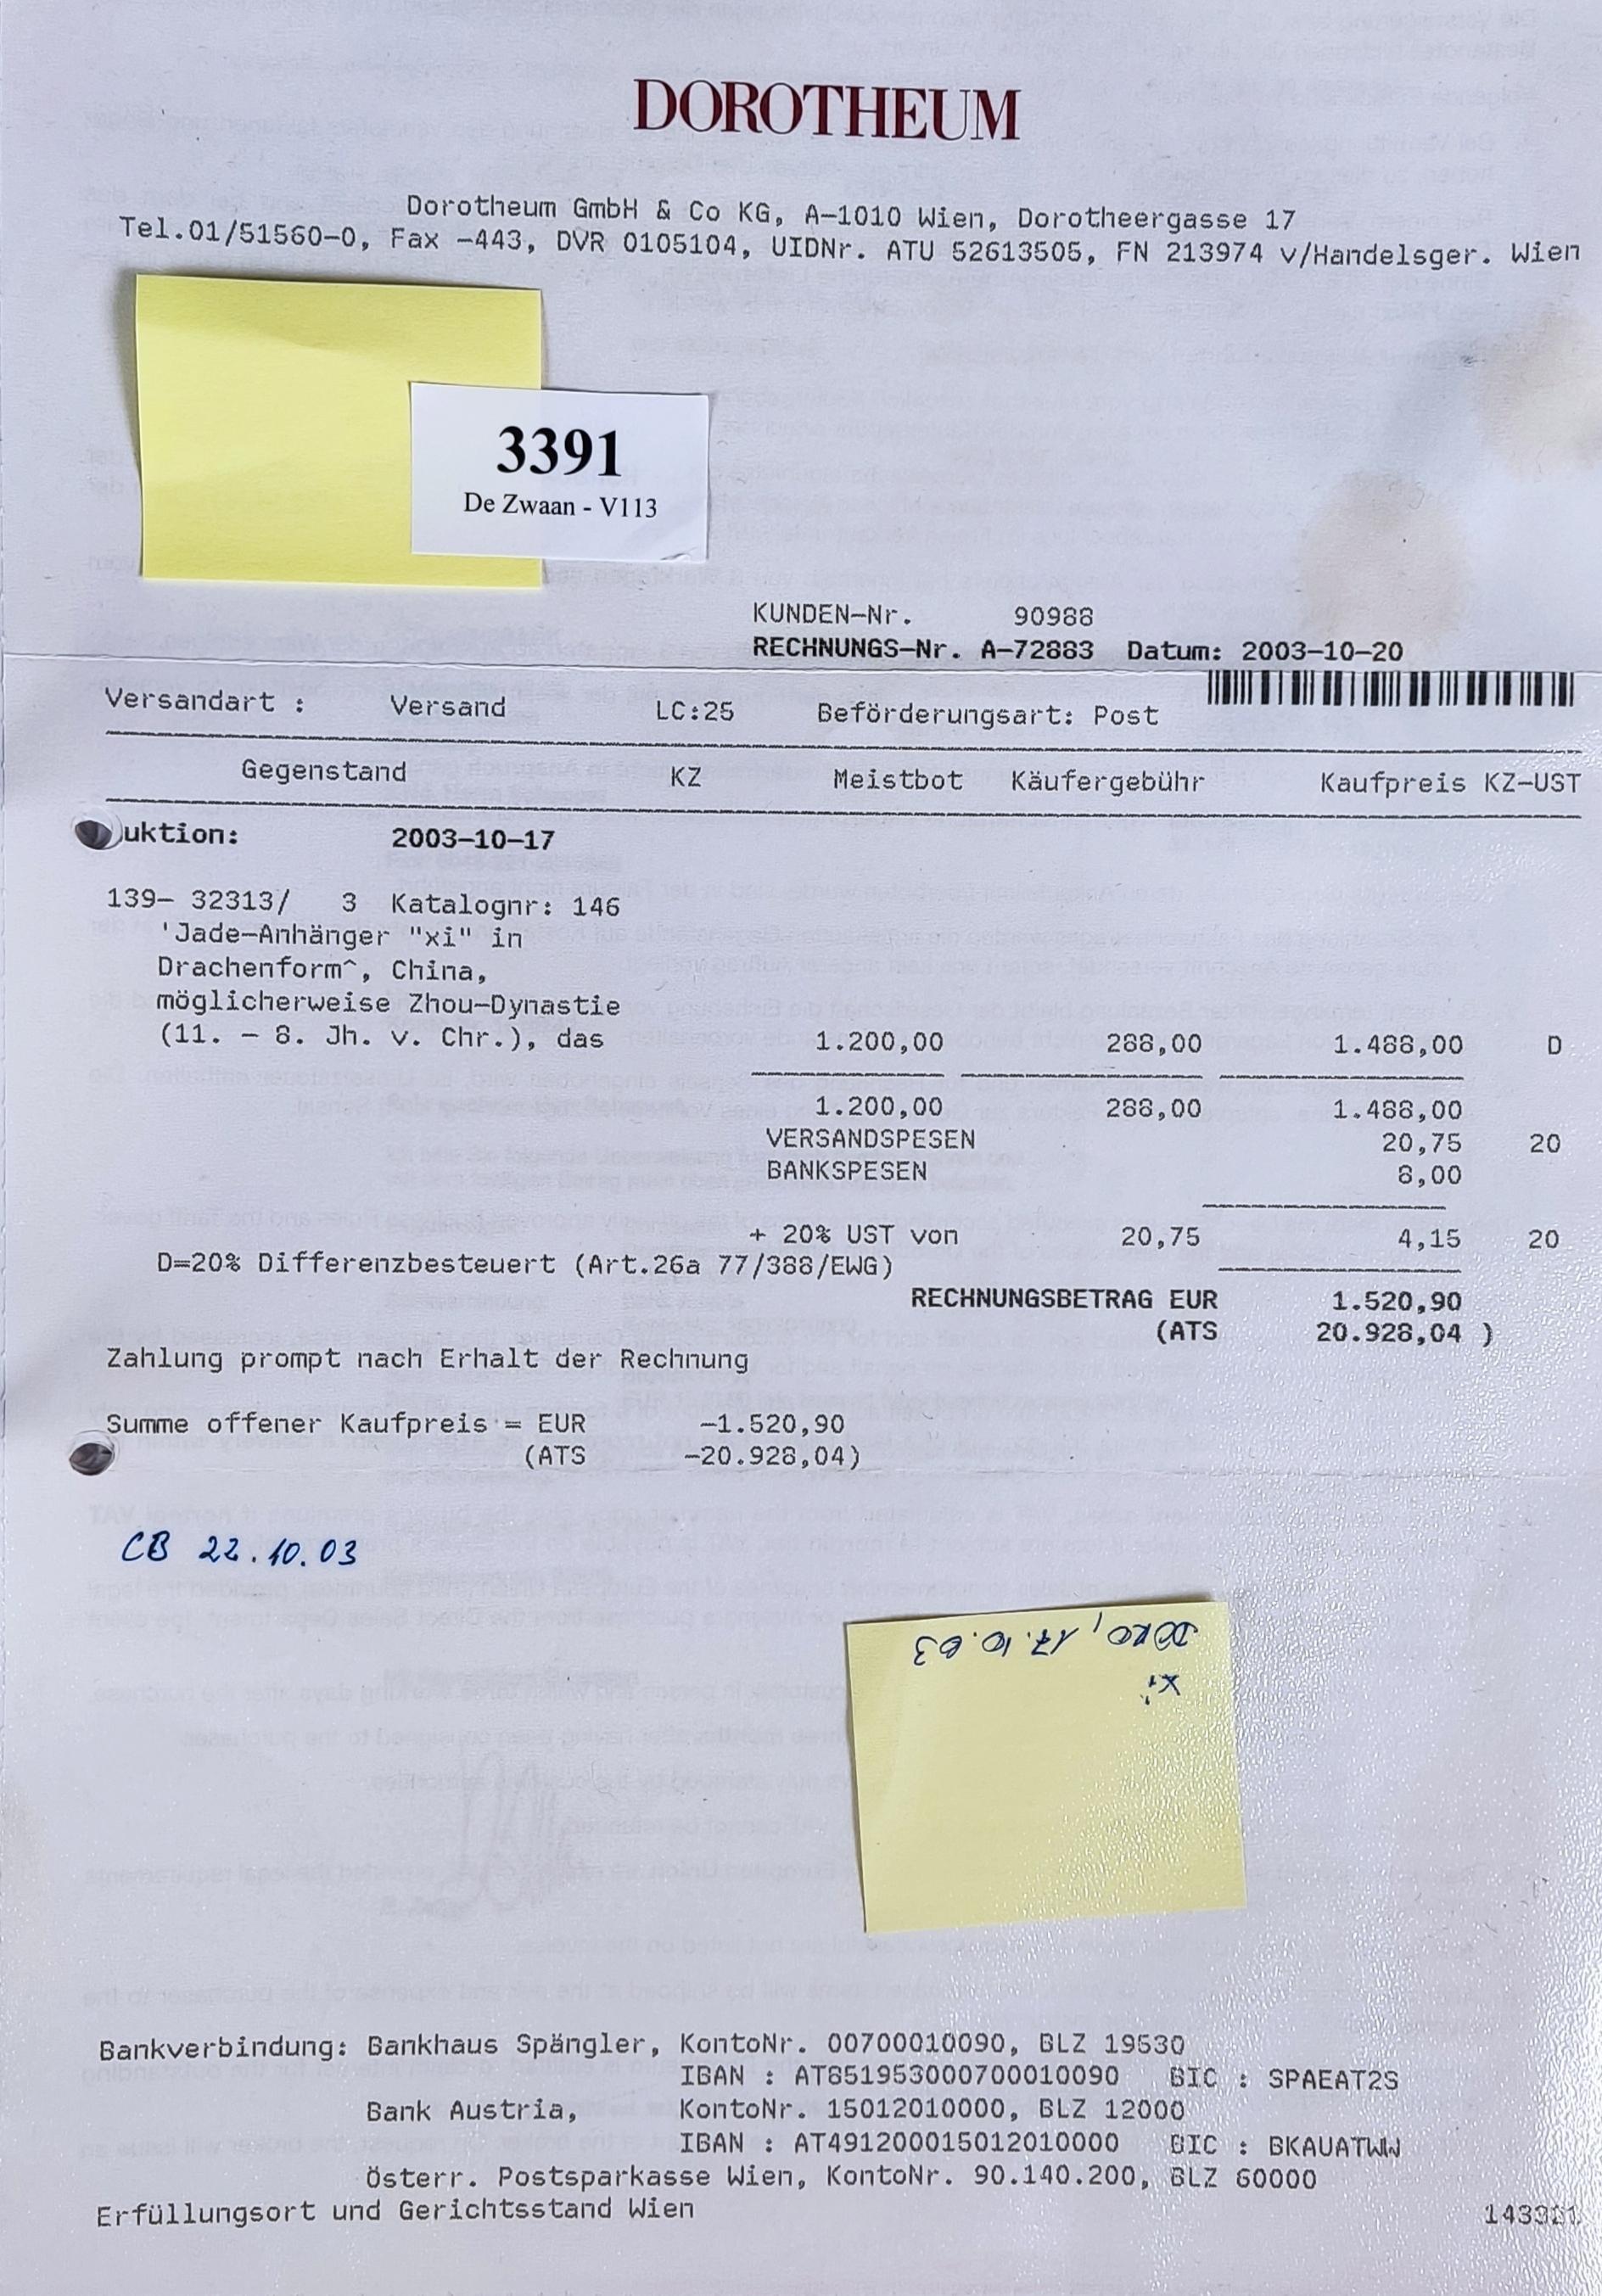 DOROTHEUM
Dorotheum GmbH & Co KG, A-1010 Wien, Dorotheergasse 17
Tel.01/51560-0, Fax -443, DVR 0105104, UIDNr. ATU 52613505, FN 213974 v/Handelsger. Wien
3391
De Zwaan - V113
KUNDEN-Nr. 90988
RECHNUNGS-Nr. A-72883 Datum: 2003-10-20
Versandart : Versand LC:25 Beförderungsart: Post
Gegenstand KZ Meistbot Käufergebühr Kaufpreis KZ-UST
uktion: 2003-10-17
139- 32313/ 3 Katalognr: 146
'Jade-Anhänger "xi" in
Drachenform^, China,
möglicherweise Zhou-Dynastie
(11. - 8. Jh. v. Chr.), das 1.200,00 288,00 1.488,00 D
1.200,00 288,00 1.488,00
VERSANDSPESEN 20,75 20
BANKSPESEN 8,00
+ 20% UST von 20,75 4,15 20
D=20% Differenzbesteuert (Art.26a 77/388/EWG)
RECHNUNGSBETRAG EUR 1.520,90
(ATS 20.928,04 )
Zahlung prompt nach Erhalt der Rechnung
Summe offener Kaufpreis = EUR -1.520,90
(ATS -20.928,04)
CB 22.10.03
xi
DORO, 17.10.03
Bankverbindung: Bankhaus Spängler, KontoNr. 00700010090, BLZ 19530
IBAN : AT851953000700010090 BIC : SPAEAT2S
Bank Austria, KontoNr. 15012010000, BLZ 12000
IBAN : AT491200015012010000 BIC : BKAUATWW
Österr. Postsparkasse Wien, KontoNr. 90.140.200, BLZ 60000
Erfüllungsort und Gerichtsstand Wien